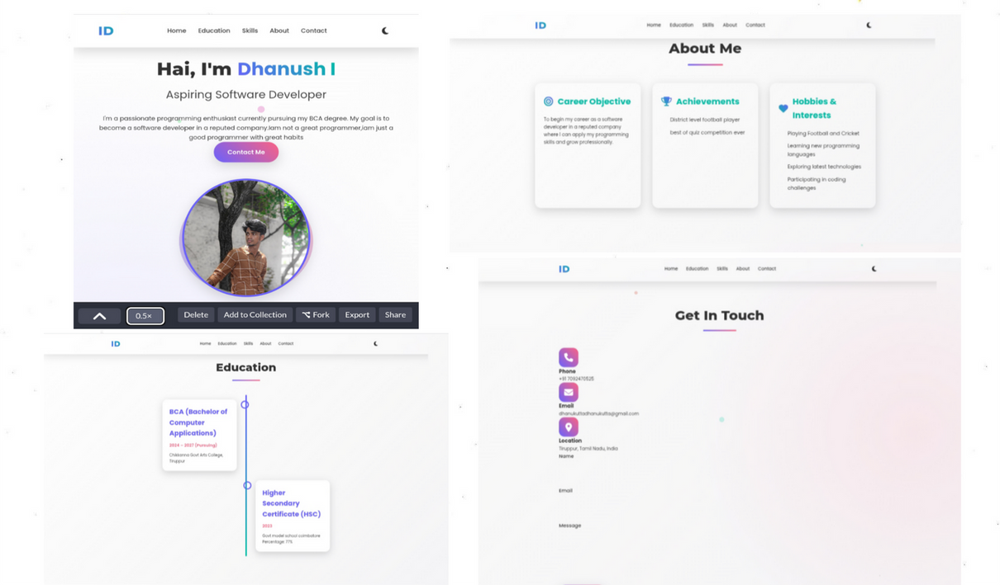 ID
Home Education Skills About Contact
Hai, I'm Dhanush I
Aspiring Software Developer
I'm a passionate programming enthusiast currently pursuing my BCA degree. My goal is to
become a software developer in a reputed company.Iam not a great programmer,iam just a
good programmer with great habits
Contact Me
0.5×
Delete
Add to Collection
Fork
Export
Share
ID
Home Education Skills About Contact
About Me
Career Objective
To begin my career as a software
developer in a reputed company
where I can apply my programming
skills and grow professionally.
Achievements
District level football player
best of quiz competition ever
Hobbies &
Interests
Playing Football and Cricket
Learning new programming
languages
Exploring latest technologies
Participating in coding
challenges
ID
Home Education Skills About Contact
Education
BCA (Bachelor of
Computer
Applications)
2024 - 2027 (Pursuing)
Chikkanna Govt Arts College,
Tiruppur
Higher
Secondary
Certificate (HSC)
2023
Govt model school coimbatore
Percentage: 77%
ID
Home Education Skills About Contact
Get In Touch
Phone
+91 7092470525
Email
dhanukuttadhanukutta@gmail.com
Location
Tiruppur, Tamil Nadu, India
Name
Email
Message